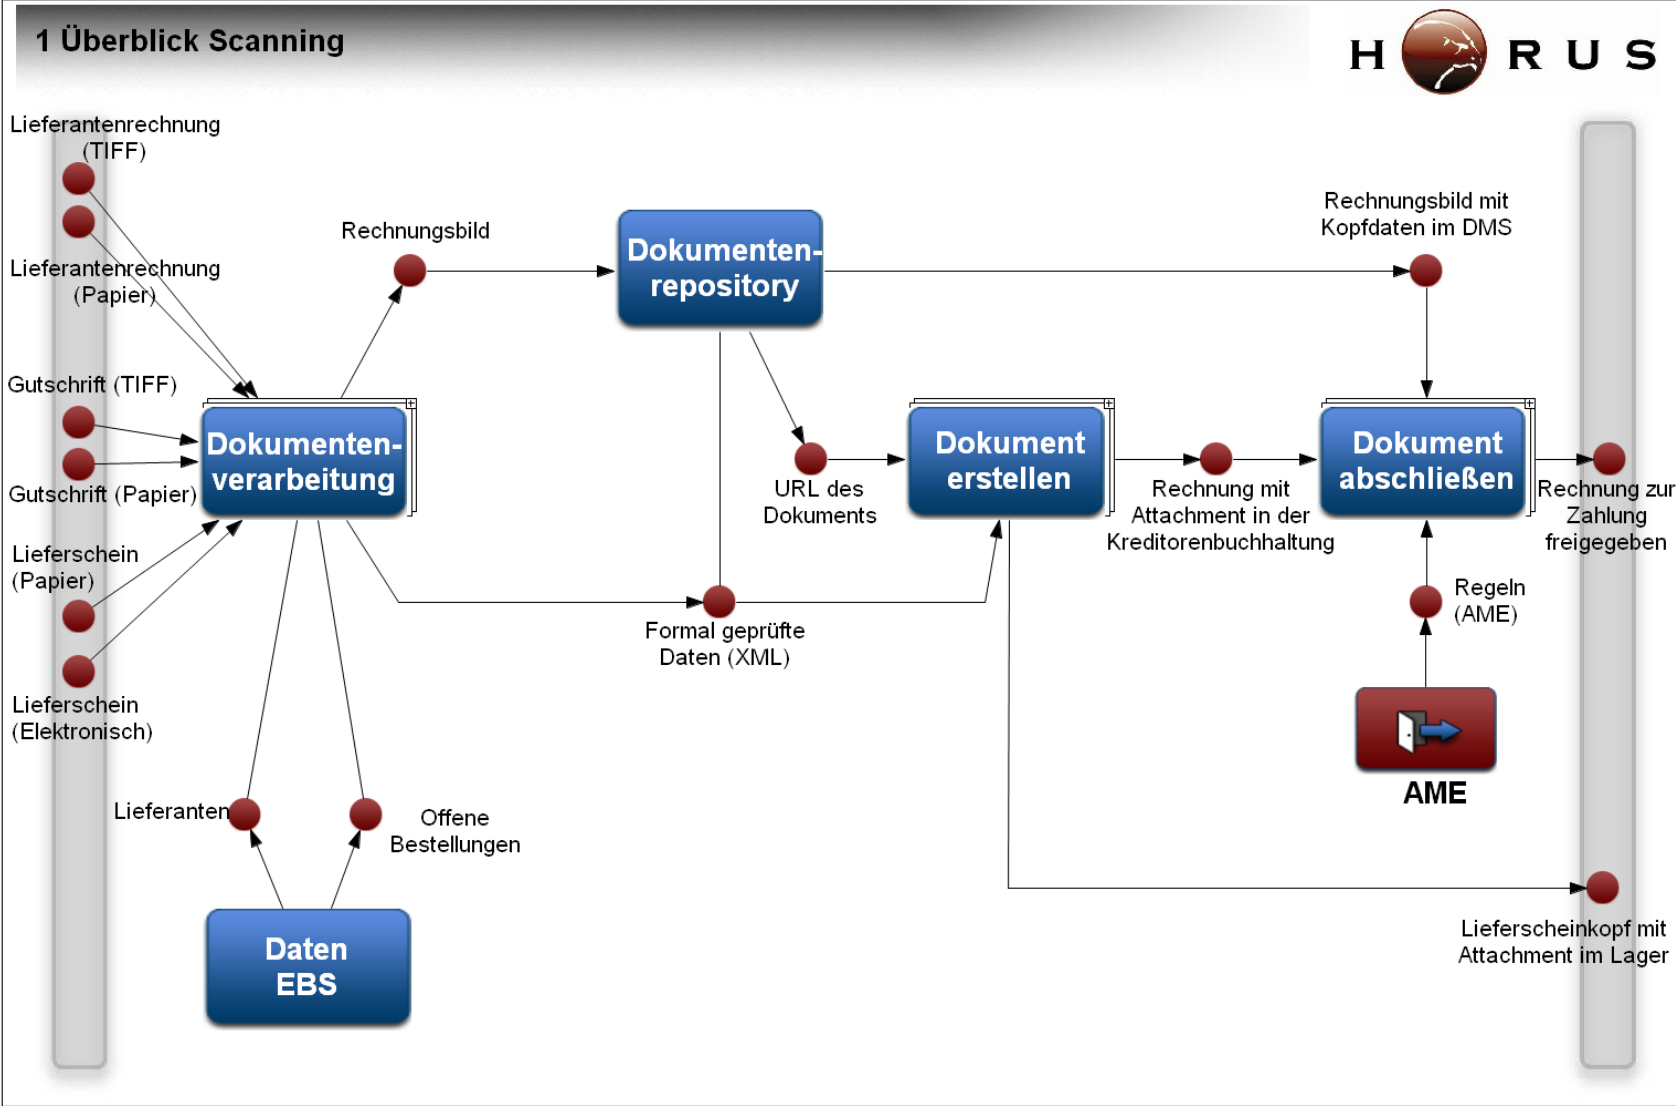 1 Überblick Scanning
H RUS
Lieferantenrechnung
(TIFF)
Lieferantenrechnung
(Papier)
Gutschrift (TIFF)
Gutschrift (Papier)
Lieferschein
(Papier)
Lieferschein
(Elektronisch)
Rechnungsbild
Dokumenten-
repository
Rechnungsbild mit
Kopfdaten im DMS
Dokumenten-
verarbeitung
URL des
Dokuments
Dokument
erstellen
Rechnung mit
Attachment in der
Kreditorenbuchhaltung
Dokument
abschließen
Rechnung zur
Zahlung
freigegeben
Formal geprüfte
Daten (XML)
Regeln
(AME)
AME
Lieferanten
Offene
Bestellungen
Daten
EBS
Lieferscheinkopf mit
Attachment im Lager